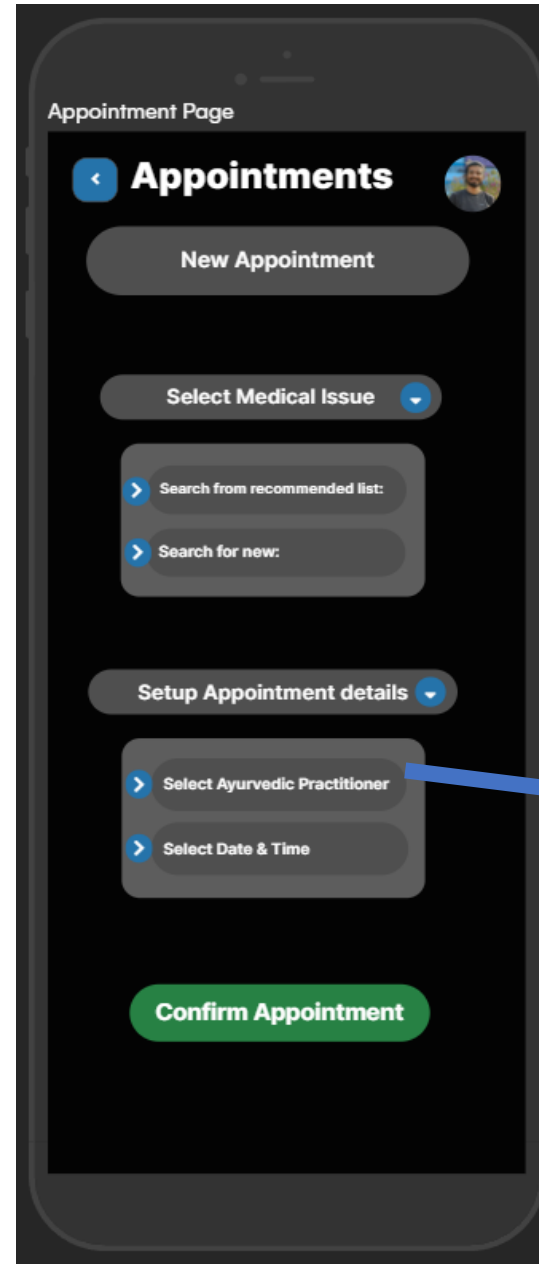 Appointment Page
Appointments
New Appointment
Select Medical Issue
Search from recommended list:
Search for new:
Setup Appointment details
Select Ayurvedic Practitioner
Select Date & Time
Confirm Appointment